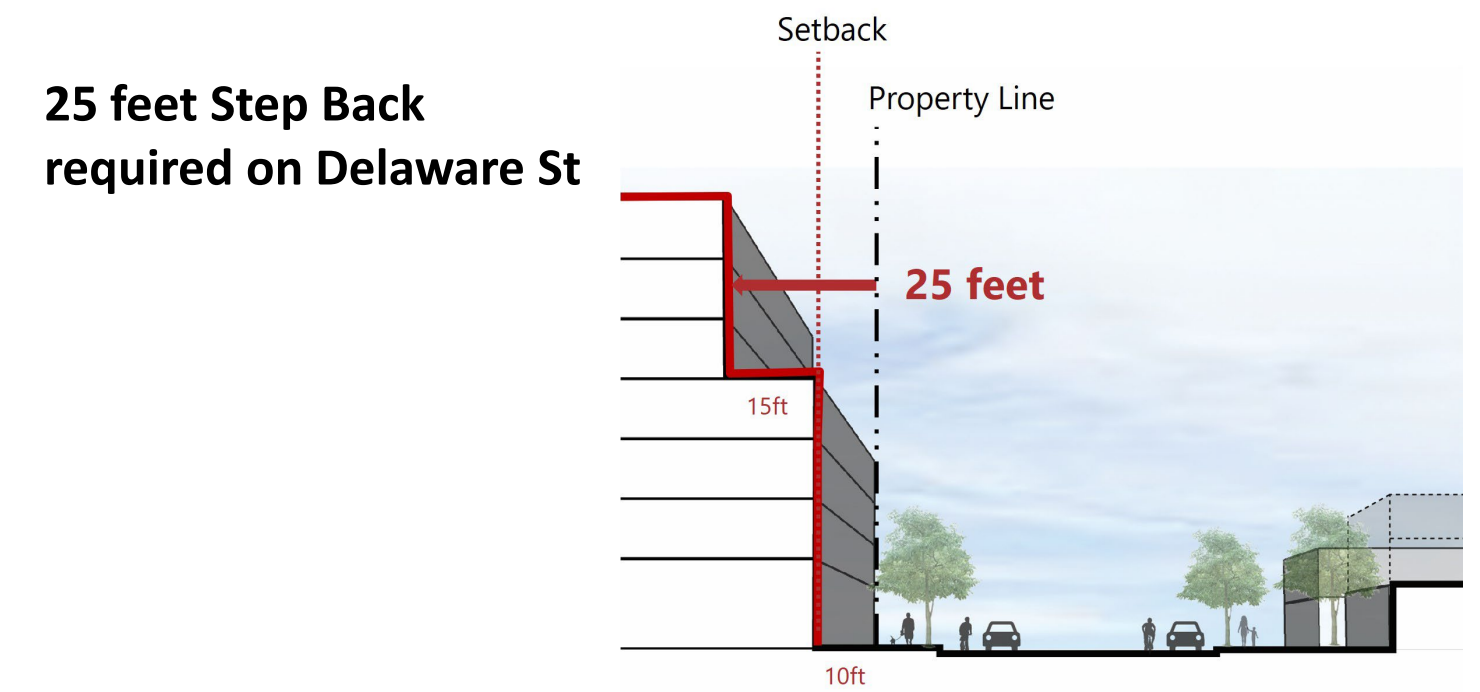 25 feet Step Back
required on Delaware St
Setback
Property Line
25 feet
15ft
10ft